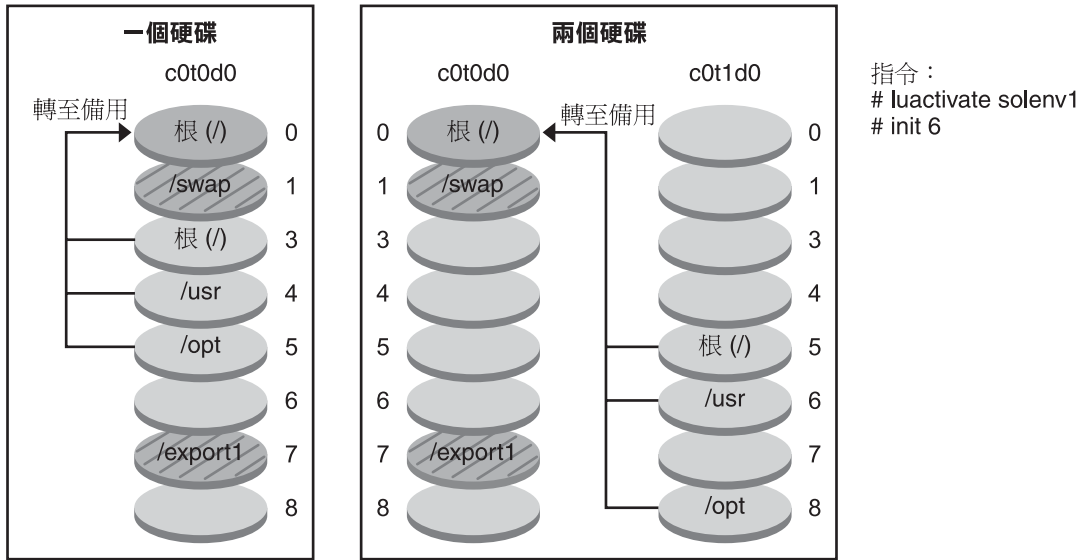 一個硬碟
c0t0d0
轉至備用
根 (/) 0
/swap 1
根 (/) 3
/usr 4
/opt 5
6
/export1 7
8
兩個硬碟
c0t0d0 c0t1d0
轉至備用
0 根 (/) 0
1 /swap 1
3 3
4 4
5 根 (/) 5
6 /usr 6
7 /export1 7
8 /opt 8
指令：
# luactivate solenv1
# init 6